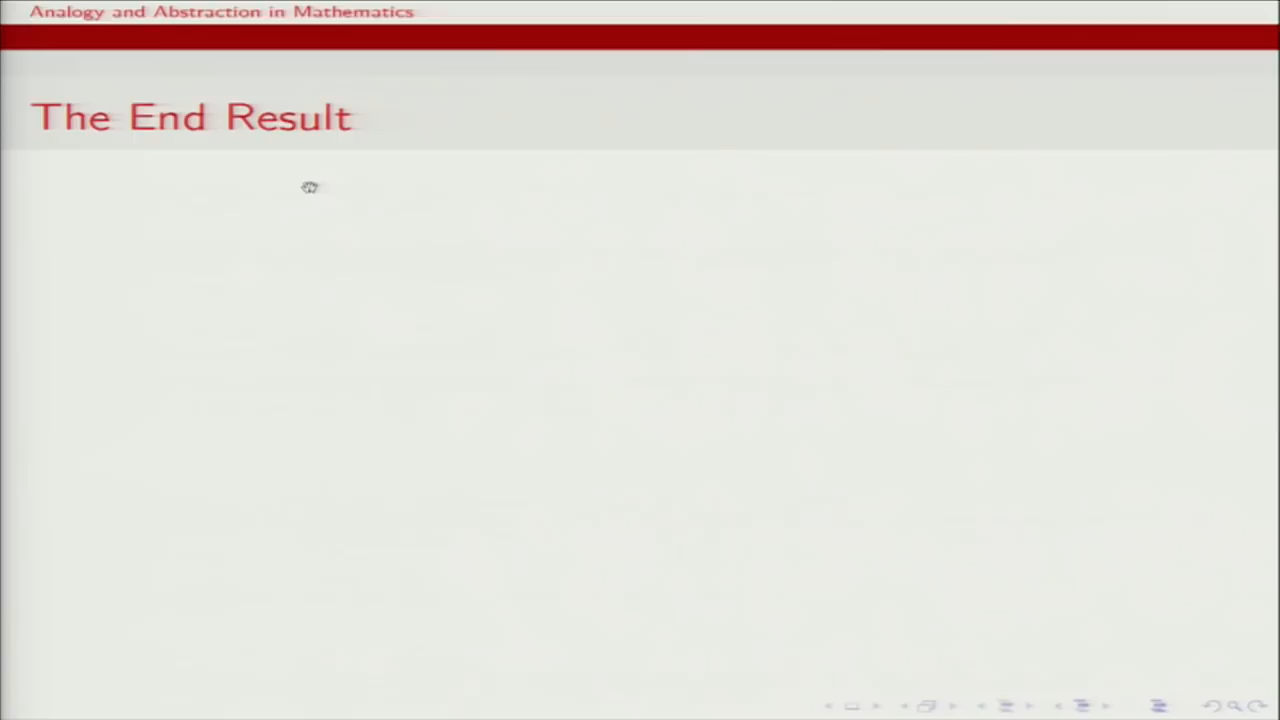 Analogy and Abstraction in Mathematics
The End Result